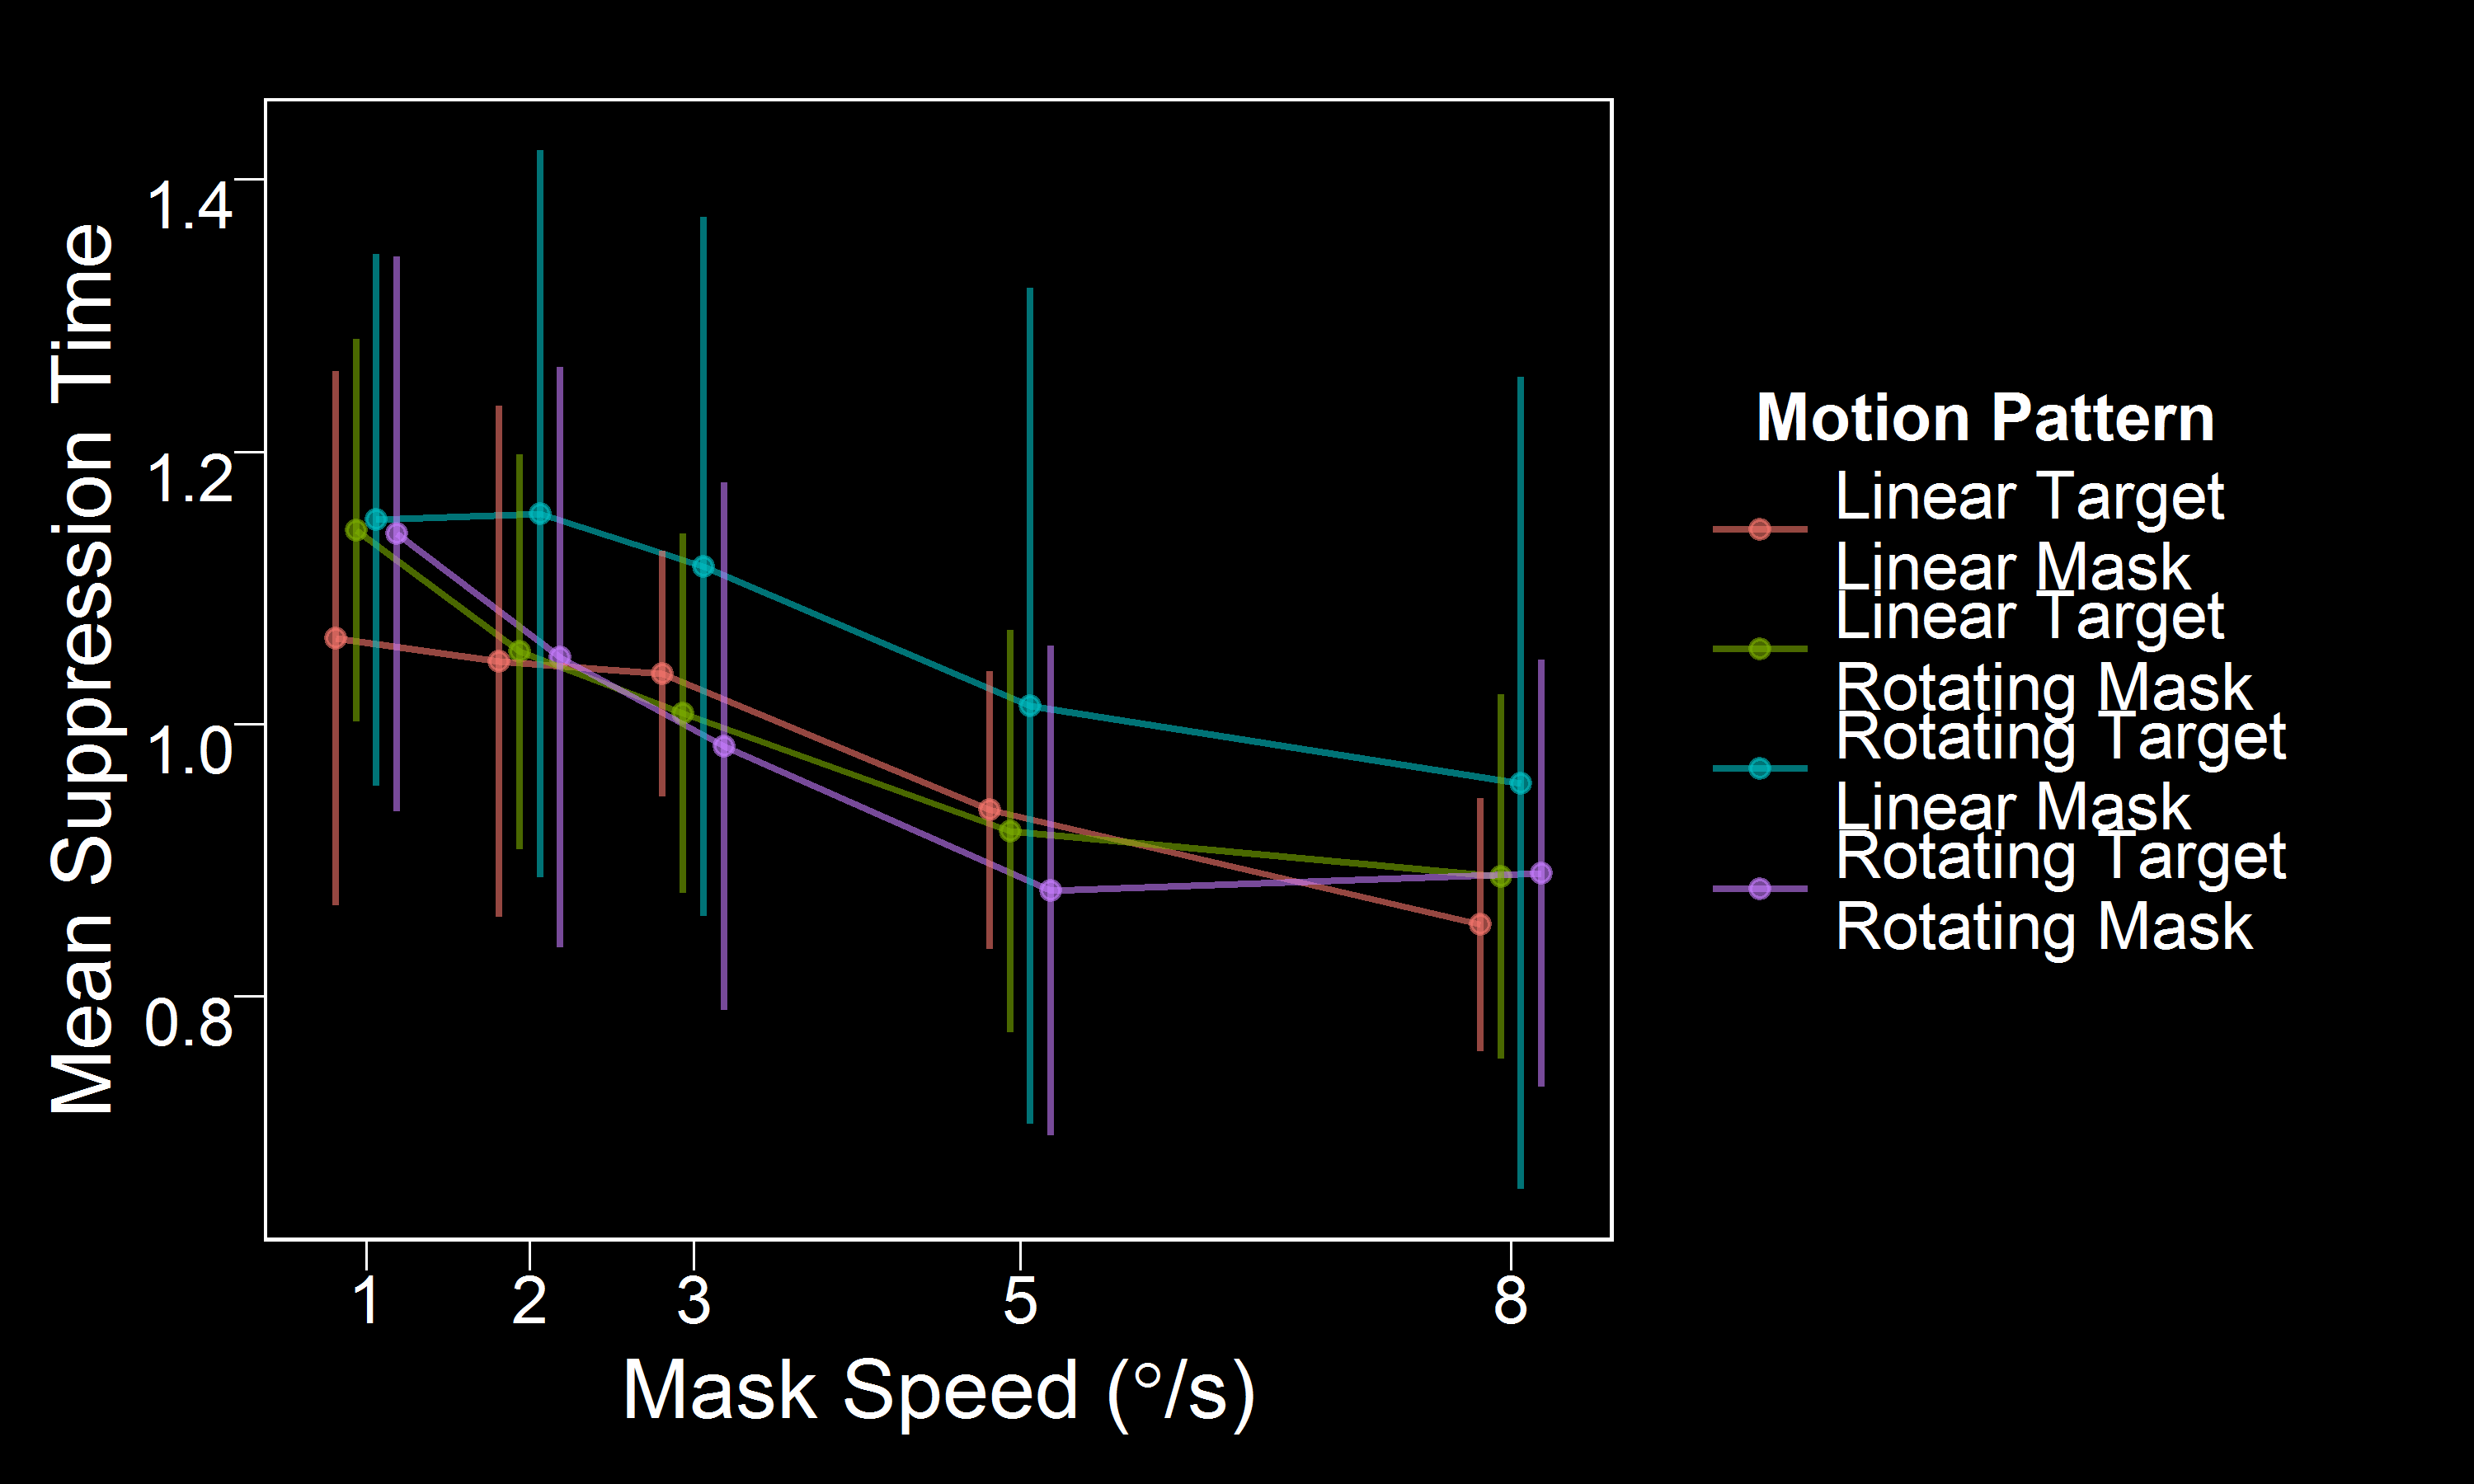 Mean Suppression Time
1.4
1.2
1.0
0.8
1 2 3 5 8
Mask Speed (°/s)
Motion Pattern
Linear Target
Linear Mask
Linear Target
Rotating Mask
Rotating Target
Linear Mask
Rotating Target
Rotating Mask